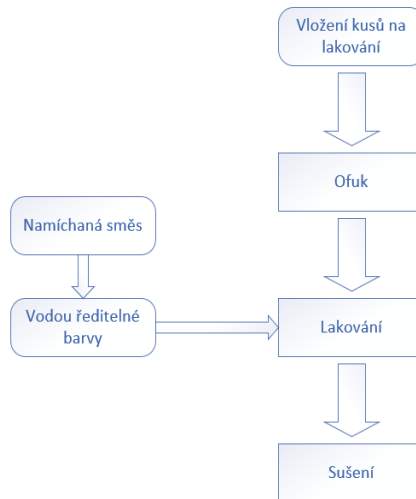 Vložení kusů na
lakování
Ofuk
Namíchaná směs
Vodou ředitelné
barvy
Lakování
Sušení